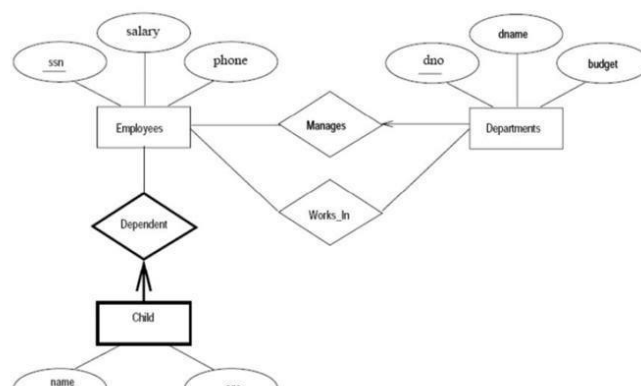 salary
ssn
phone
dname
dno
budget
Employees
Manages
Departments
Dependent
Works_In
Child
name